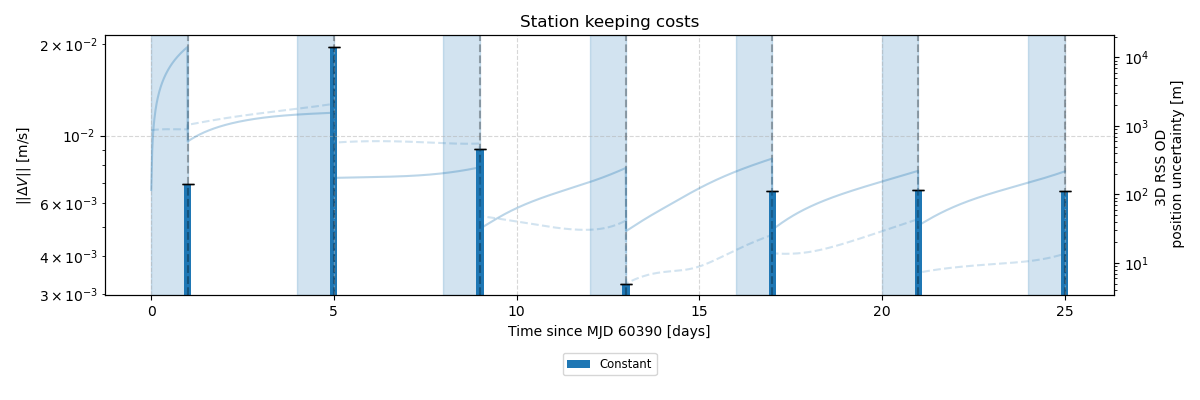 Station keeping costs
||ΔV|| [m/s]
2 × 10⁻²
10⁻²
6 × 10⁻³
4 × 10⁻³
3 × 10⁻³
10⁴
10³
10²
10¹
3D RSS OD
position uncertainty [m]
0 5 10 15 20 25
Time since MJD 60390 [days]
Constant